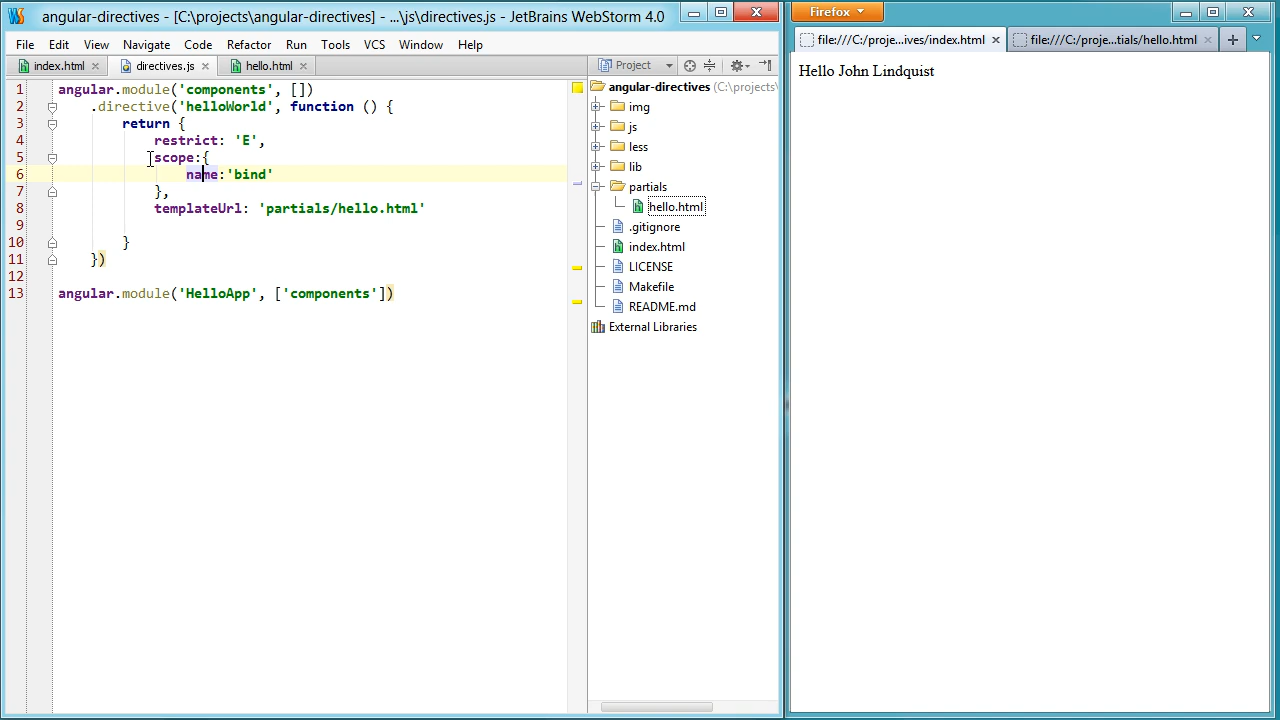 angular-directives - [C:\projects\angular-directives] - ...\js\directives.js - JetBrains WebStorm 4.0
File Edit View Navigate Code Refactor Run Tools VCS Window Help
index.html directives.js hello.html
1 angular.module('components', [])
2 .directive('helloWorld', function () {
3 return {
4 restrict: 'E',
5 scope:{
6 name:'bind'
7 },
8 templateUrl: 'partials/hello.html'
9
10 }
11 })
12
13 angular.module('HelloApp', ['components'])
Project
angular-directives (C:\projects\
img
js
less
lib
partials
hello.html
.gitignore
index.html
LICENSE
Makefile
README.md
External Libraries
Firefox
file:///C:/proje...ives/index.html file:///C:/proje...tials/hello.html
Hello John Lindquist